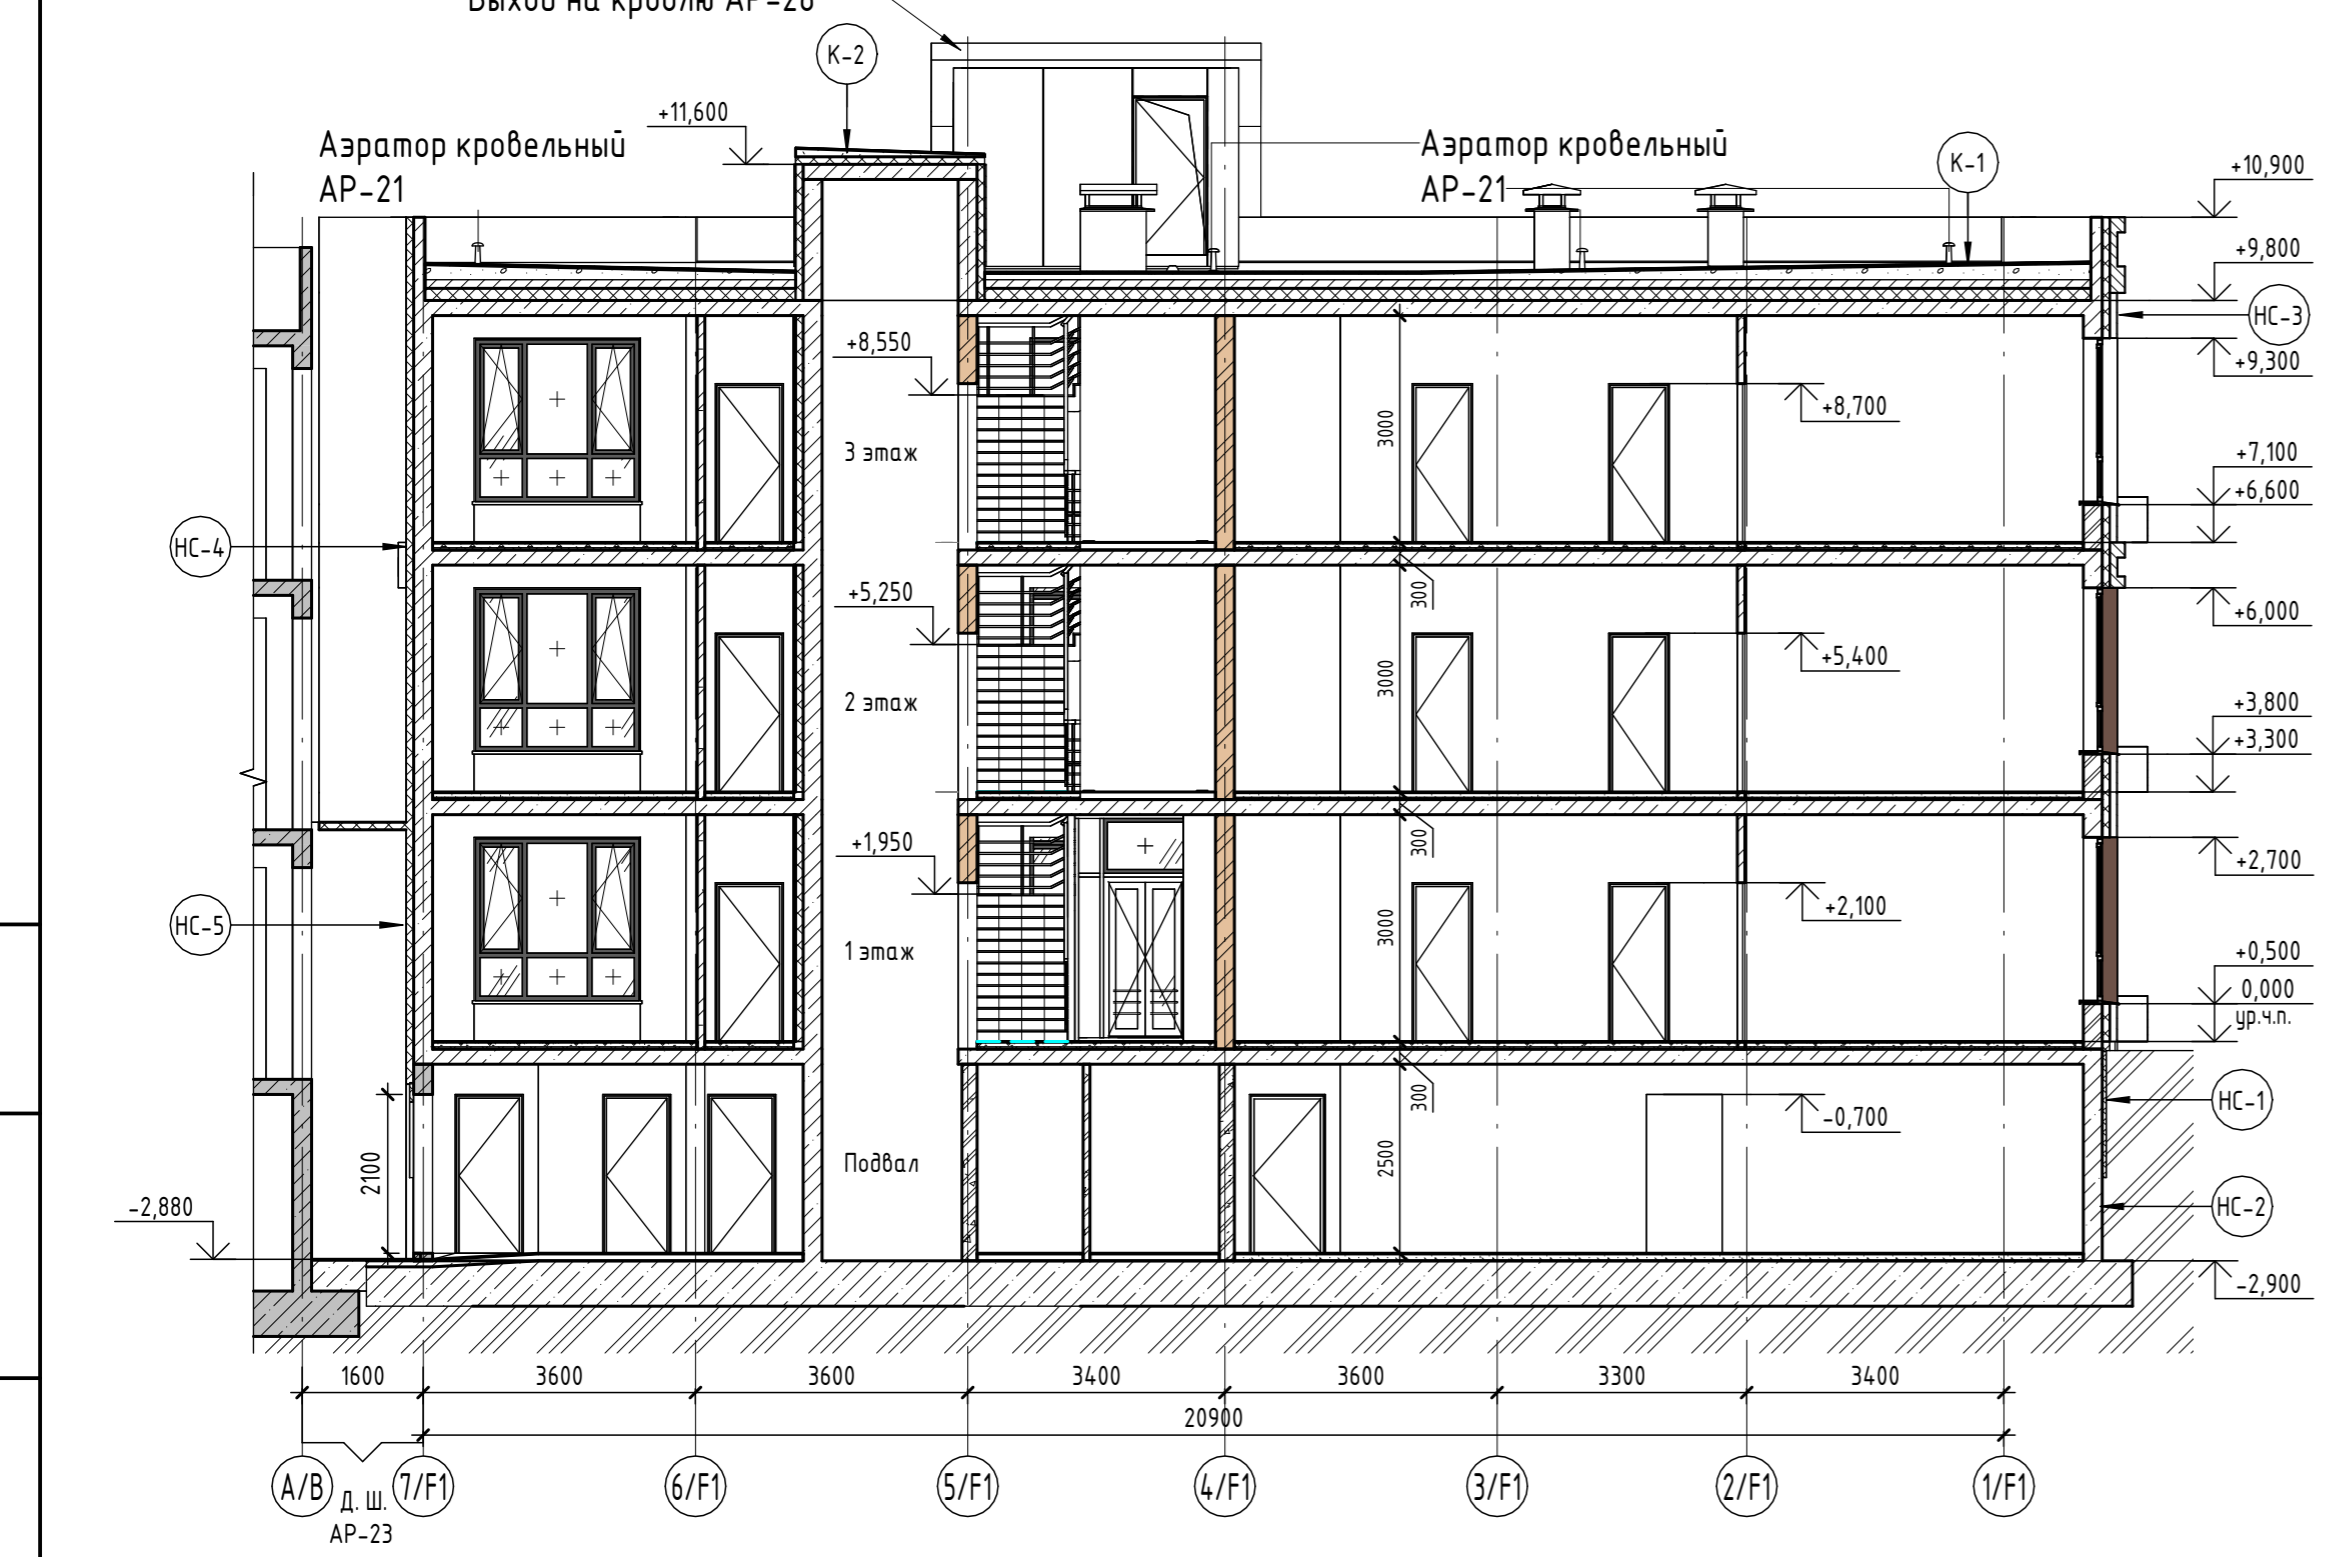 Выход на кровлю АР-26
К-2
+11,600
Аэратор кровельный
АР-21
Аэратор кровельный
АР-21
К-1
+10,900
+9,800
НС-3
+9,300
+8,550
3000
+8,700
3 этаж
+7,100
+6,600
НС-4
300
+6,000
+5,250
3000
+5,400
2 этаж
+3,800
+3,300
300
+2,700
+1,950
3000
+2,100
НС-5
1 этаж
+0,500
0,000
ур.ч.п.
300
НС-1
-0,700
2100
Подвал
2500
-2,880
НС-2
-2,900
1600
3600
3600
3400
3600
3300
3400
20900
А/В
7/F1
6/F1
5/F1
4/F1
3/F1
2/F1
1/F1
Д. Ш.
АР-23